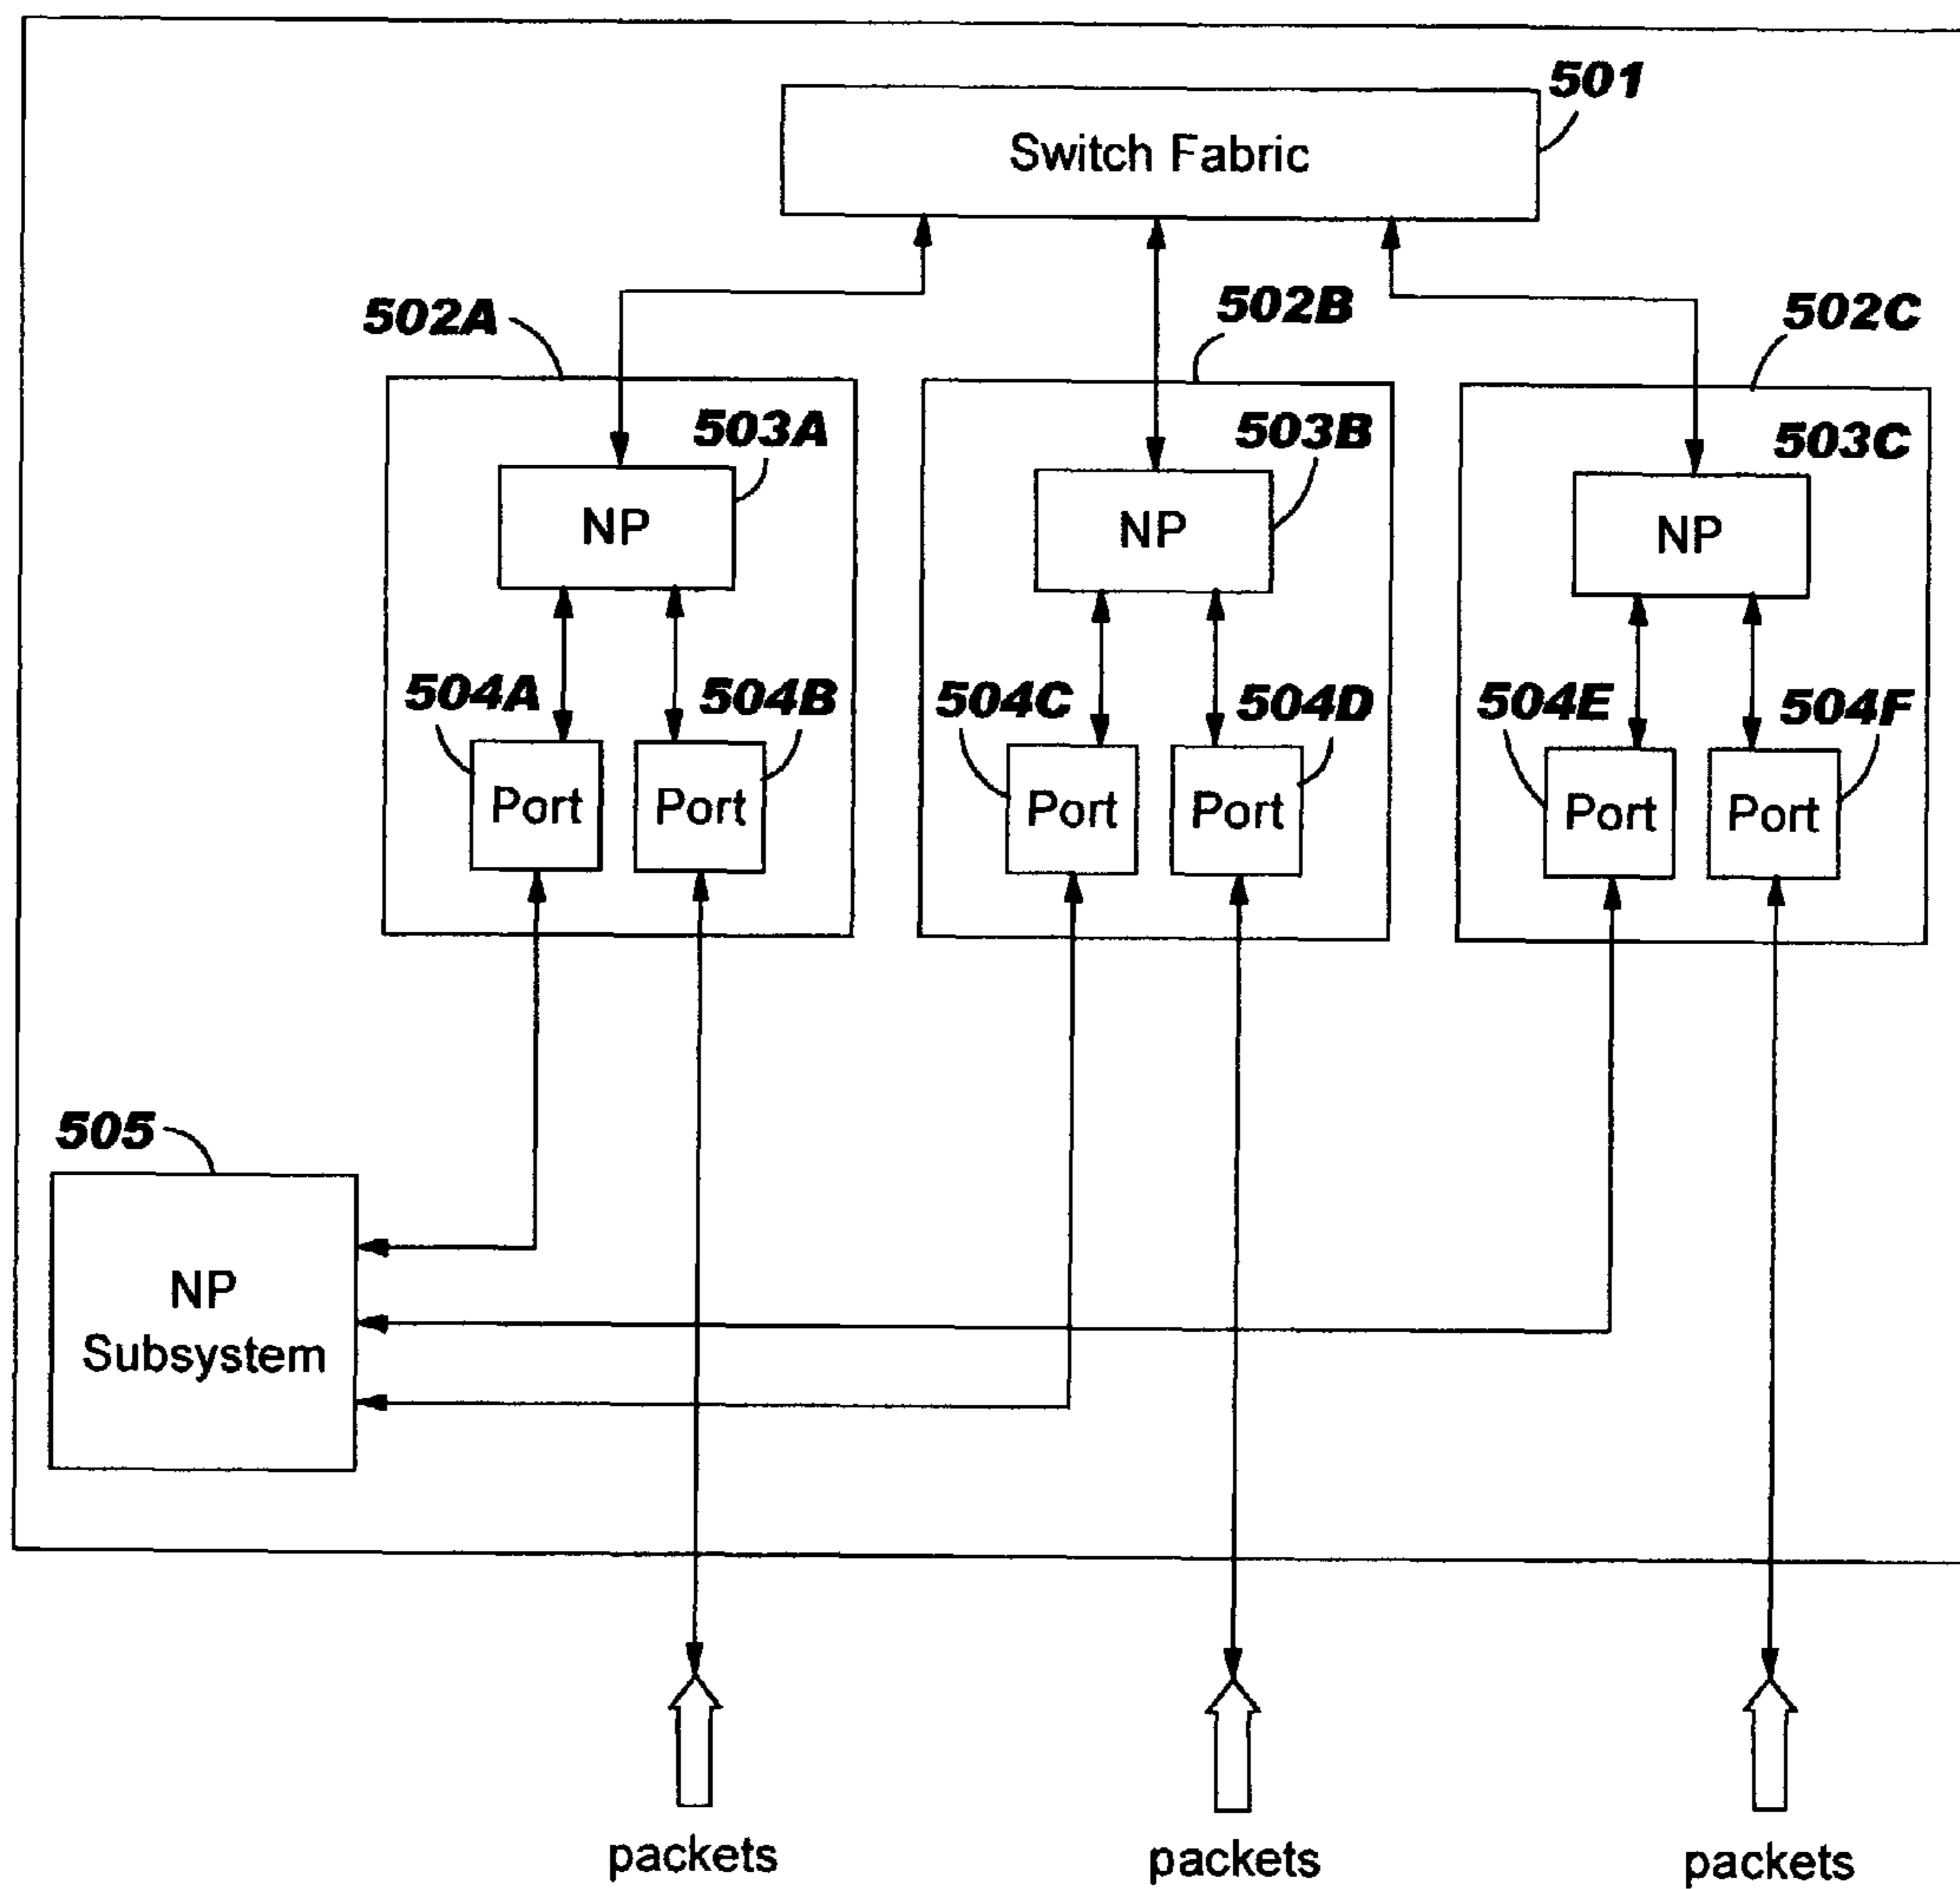 501
Switch Fabric
502A
502B
502C
503A
503B
503C
NP
NP
NP
504A
504B
504C
504D
504E
504F
Port
Port
Port
Port
Port
Port
505
NP
Subsystem
packets
packets
packets